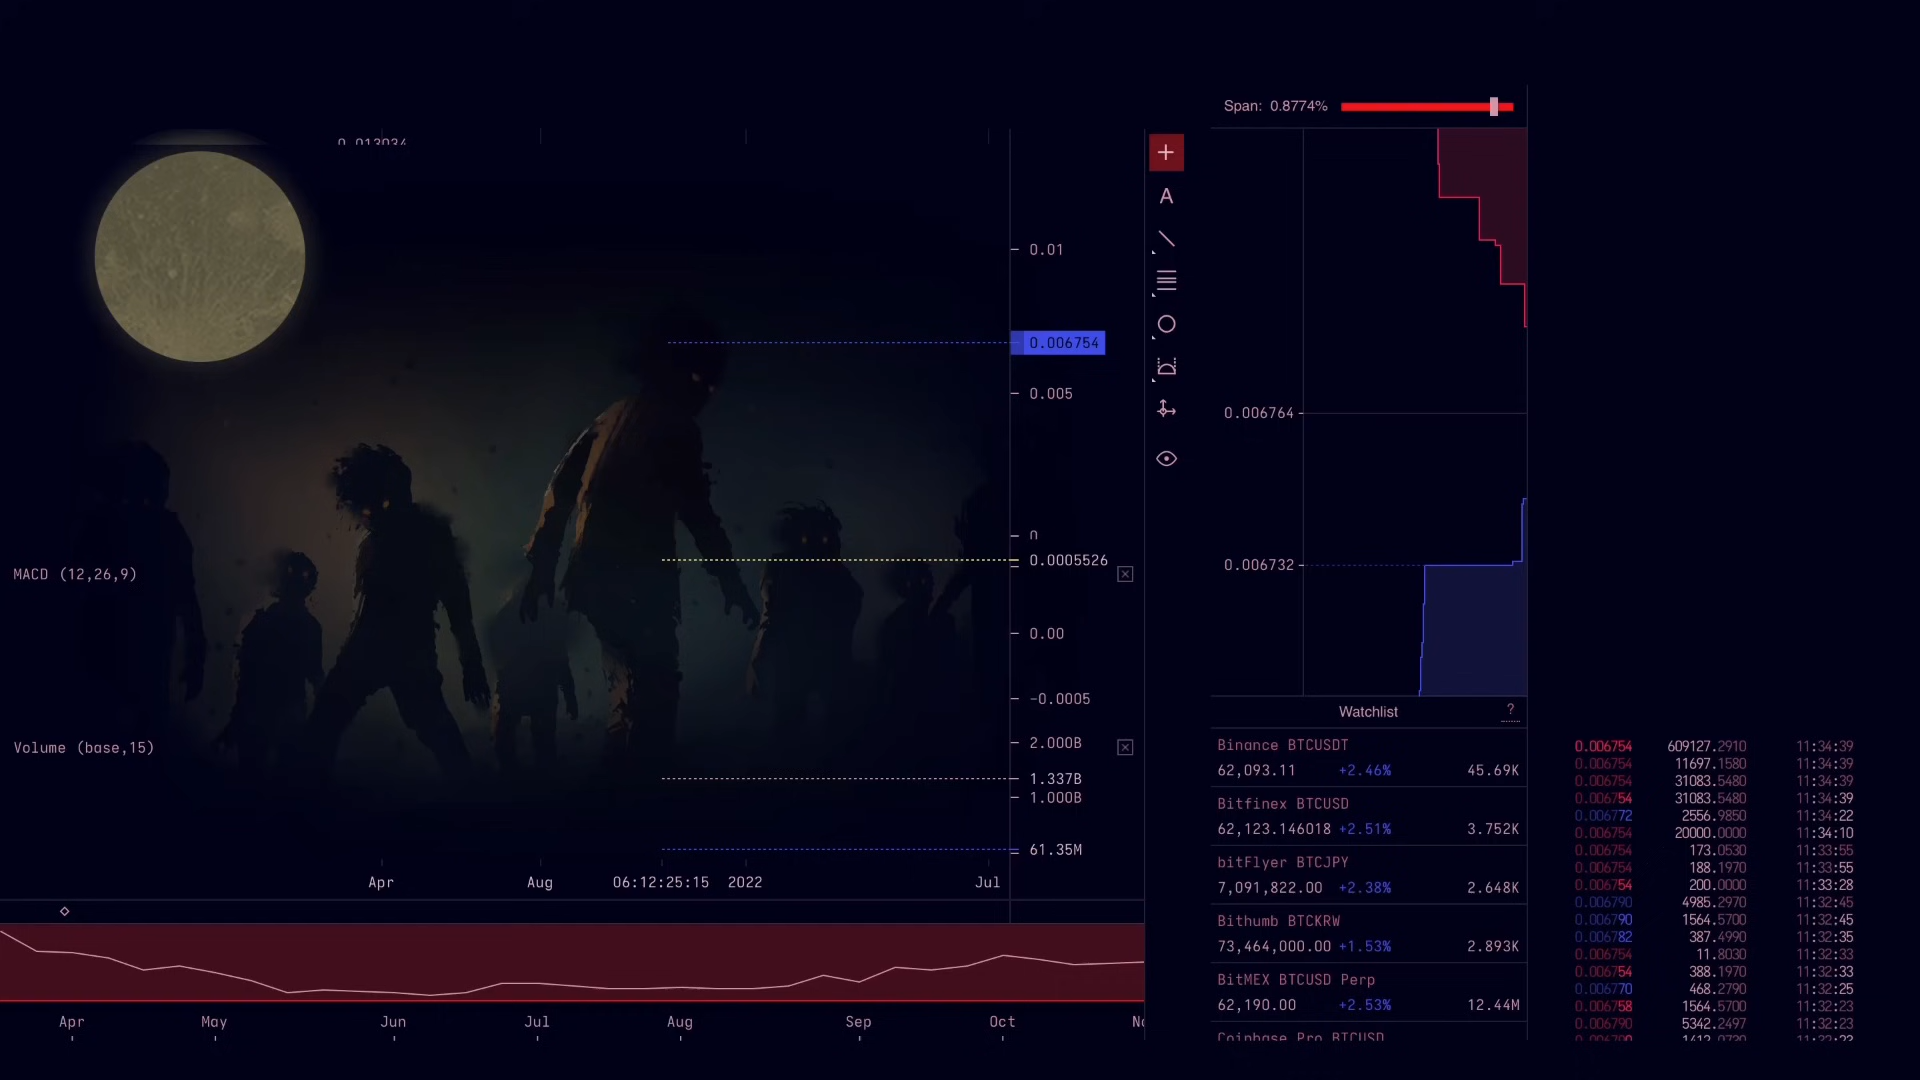 Span: 0.8774%
0.013034
0.01
0.006754
0.005
0.0005526
MACD (12,26,9)
0.00
-0.0005
2.000B
Volume (base,15)
1.337B
1.000B
61.35M
Apr Aug 06:12:25:15 2022 Jul
Apr May Jun Jul Aug Sep Oct
A
0.006764
0.006732
Watchlist ?
Binance BTCUSDT
62,093.11 +2.46% 45.69K
Bitfinex BTCUSD
62,123.146018 +2.51% 3.752K
bitFlyer BTCJPY
7,091,822.00 +2.38% 2.648K
Bithumb BTCKRW
73,464,000.00 +1.53% 2.893K
BitMEX BTCUSD Perp
62,190.00 +2.53% 12.44M
Coinbase Pro BTCUSD
0.006754 609127.2910 11:34:39
0.006754 11697.1580 11:34:39
0.006754 31083.5480 11:34:39
0.006754 31083.5480 11:34:39
0.006772 2556.9850 11:34:22
0.006754 20000.0000 11:34:10
0.006754 173.0530 11:33:55
0.006754 188.1970 11:33:55
0.006754 200.0000 11:33:28
0.006790 4985.2970 11:32:45
0.006790 1564.5700 11:32:45
0.006782 387.4990 11:32:35
0.006754 11.8030 11:32:33
0.006754 388.1970 11:32:33
0.006770 468.2790 11:32:25
0.006758 1564.5700 11:32:23
0.006790 5342.2497 11:32:23